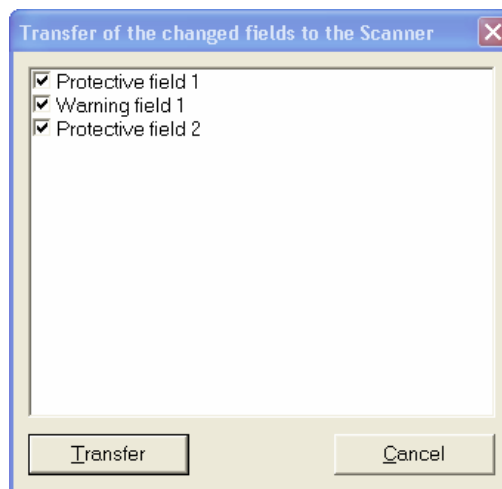 Transfer of the changed fields to the Scanner
Protective field 1
Warning field 1
Protective field 2
Transfer
Cancel